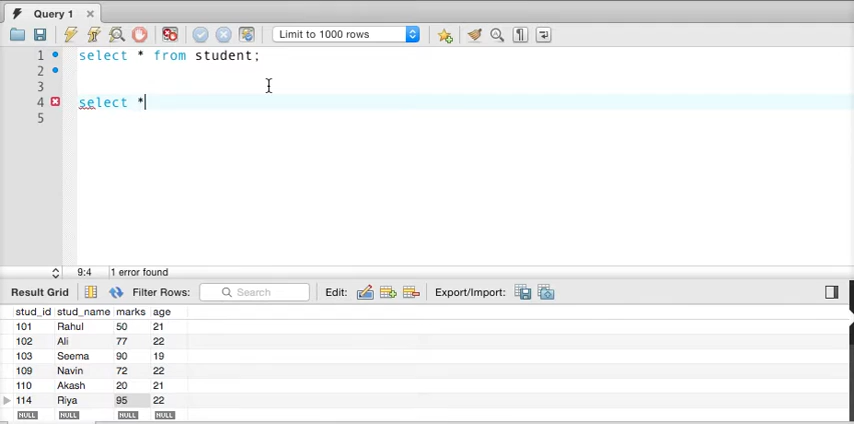 Query 1
Limit to 1000 rows
1 select * from student;
2
3
4 select *
5
9:4 1 error found
Result Grid Filter Rows: Search Edit: Export/Import:
stud_id stud_name marks age
101 Rahul 50 21
102 Ali 77 22
103 Seema 90 19
109 Navin 72 22
110 Akash 20 21
114 Riya 95 22
NULL NULL NULL NULL